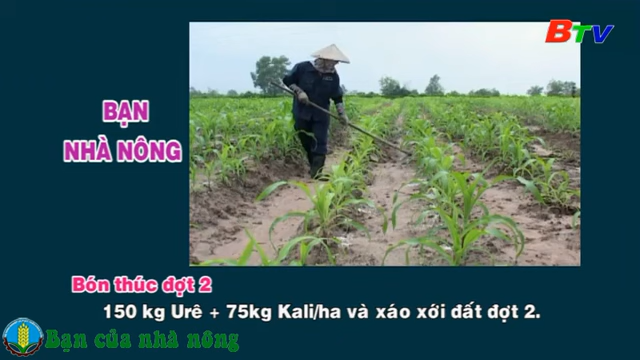 BTV
BẠN
NHÀ NÔNG
Bón thúc đợt 2
150 kg Urê + 75kg Kali/ha và xáo xới đất đợt 2.
Bạn của nhà nông